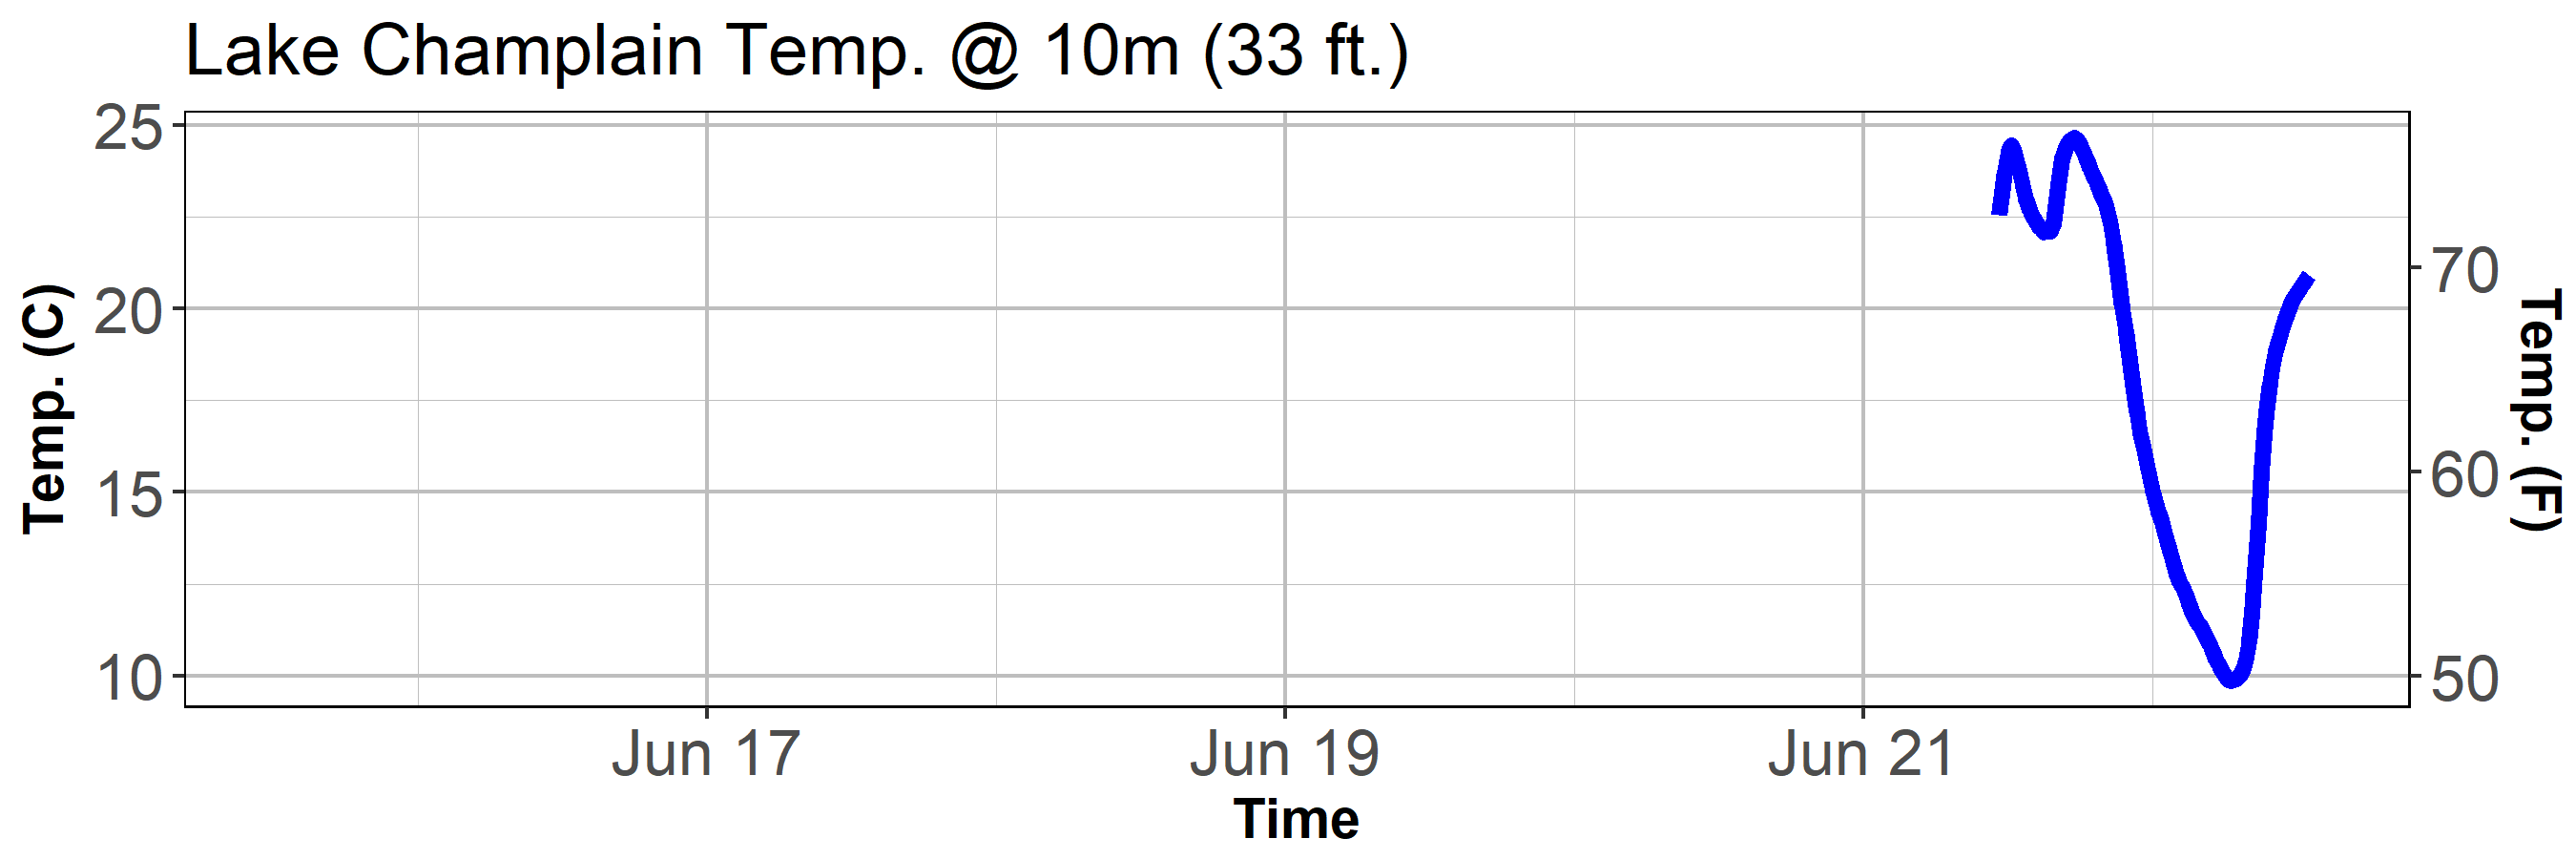 Lake Champlain Temp. @ 10m (33 ft.)
25
20
15
10
Temp. (C)
70
60
50
Temp. (F)
Jun 17 Jun 19 Jun 21
Time